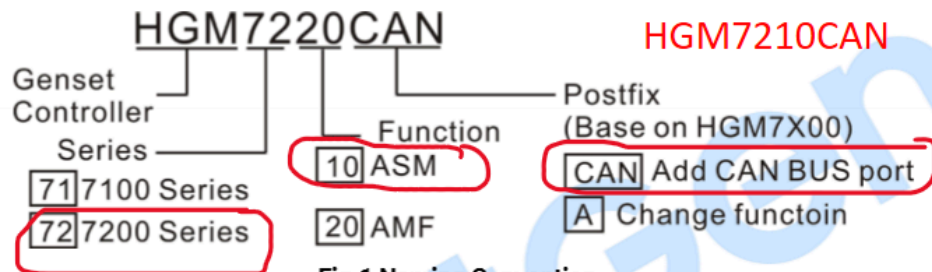 HGM7220CAN
HGM7210CAN
Genset
Controller
Series
71 7100 Series
72 7200 Series
Function
10 ASM
20 AMF
Postfix
(Base on HGM7X00)
CAN Add CAN BUS port
A Change functoin